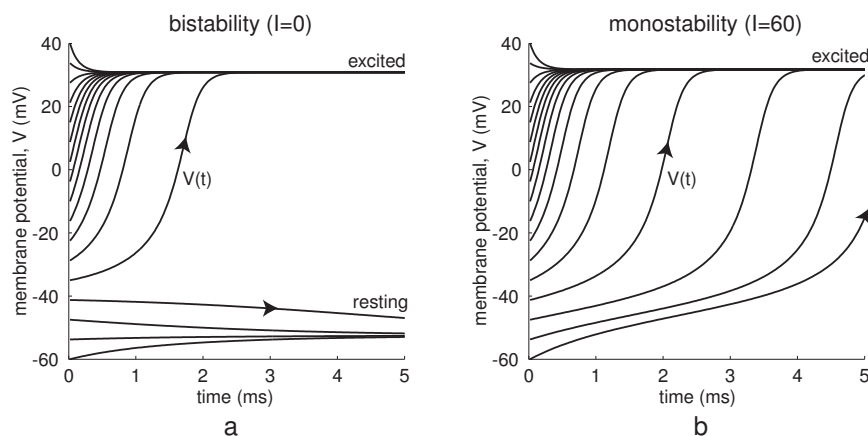 bistability (I=0)
membrane potential, V (mV)
40
20
0
-20
-40
-60
excited
V(t)
resting
0 1 2 3 4 5
time (ms)
a
monostability (I=60)
membrane potential, V (mV)
40
20
0
-20
-40
-60
excited
V(t)
0 1 2 3 4 5
time (ms)
b